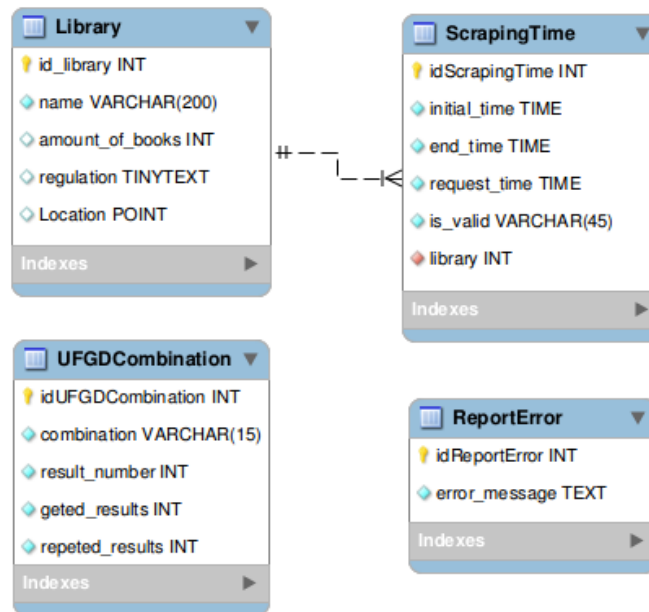 Library
id_library INT
name VARCHAR(200)
amount_of_books INT
regulation TINYTEXT
Location POINT
Indexes
ScrapingTime
idScrapingTime INT
initial_time TIME
end_time TIME
request_time TIME
is_valid VARCHAR(45)
library INT
Indexes
UFGDCombination
idUFGDCombination INT
combination VARCHAR(15)
result_number INT
geted_results INT
repeted_results INT
Indexes
ReportError
idReportError INT
error_message TEXT
Indexes